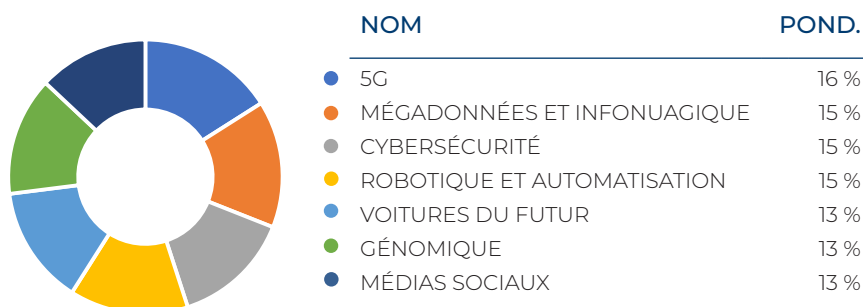 NOM POND.
5G 16 %
MÉGADONNÉES ET INFONUAGIQUE 15 %
CYBERSÉCURITÉ 15 %
ROBOTIQUE ET AUTOMATISATION 15 %
VOITURES DU FUTUR 13 %
GÉNOMIQUE 13 %
MÉDIAS SOCIAUX 13 %